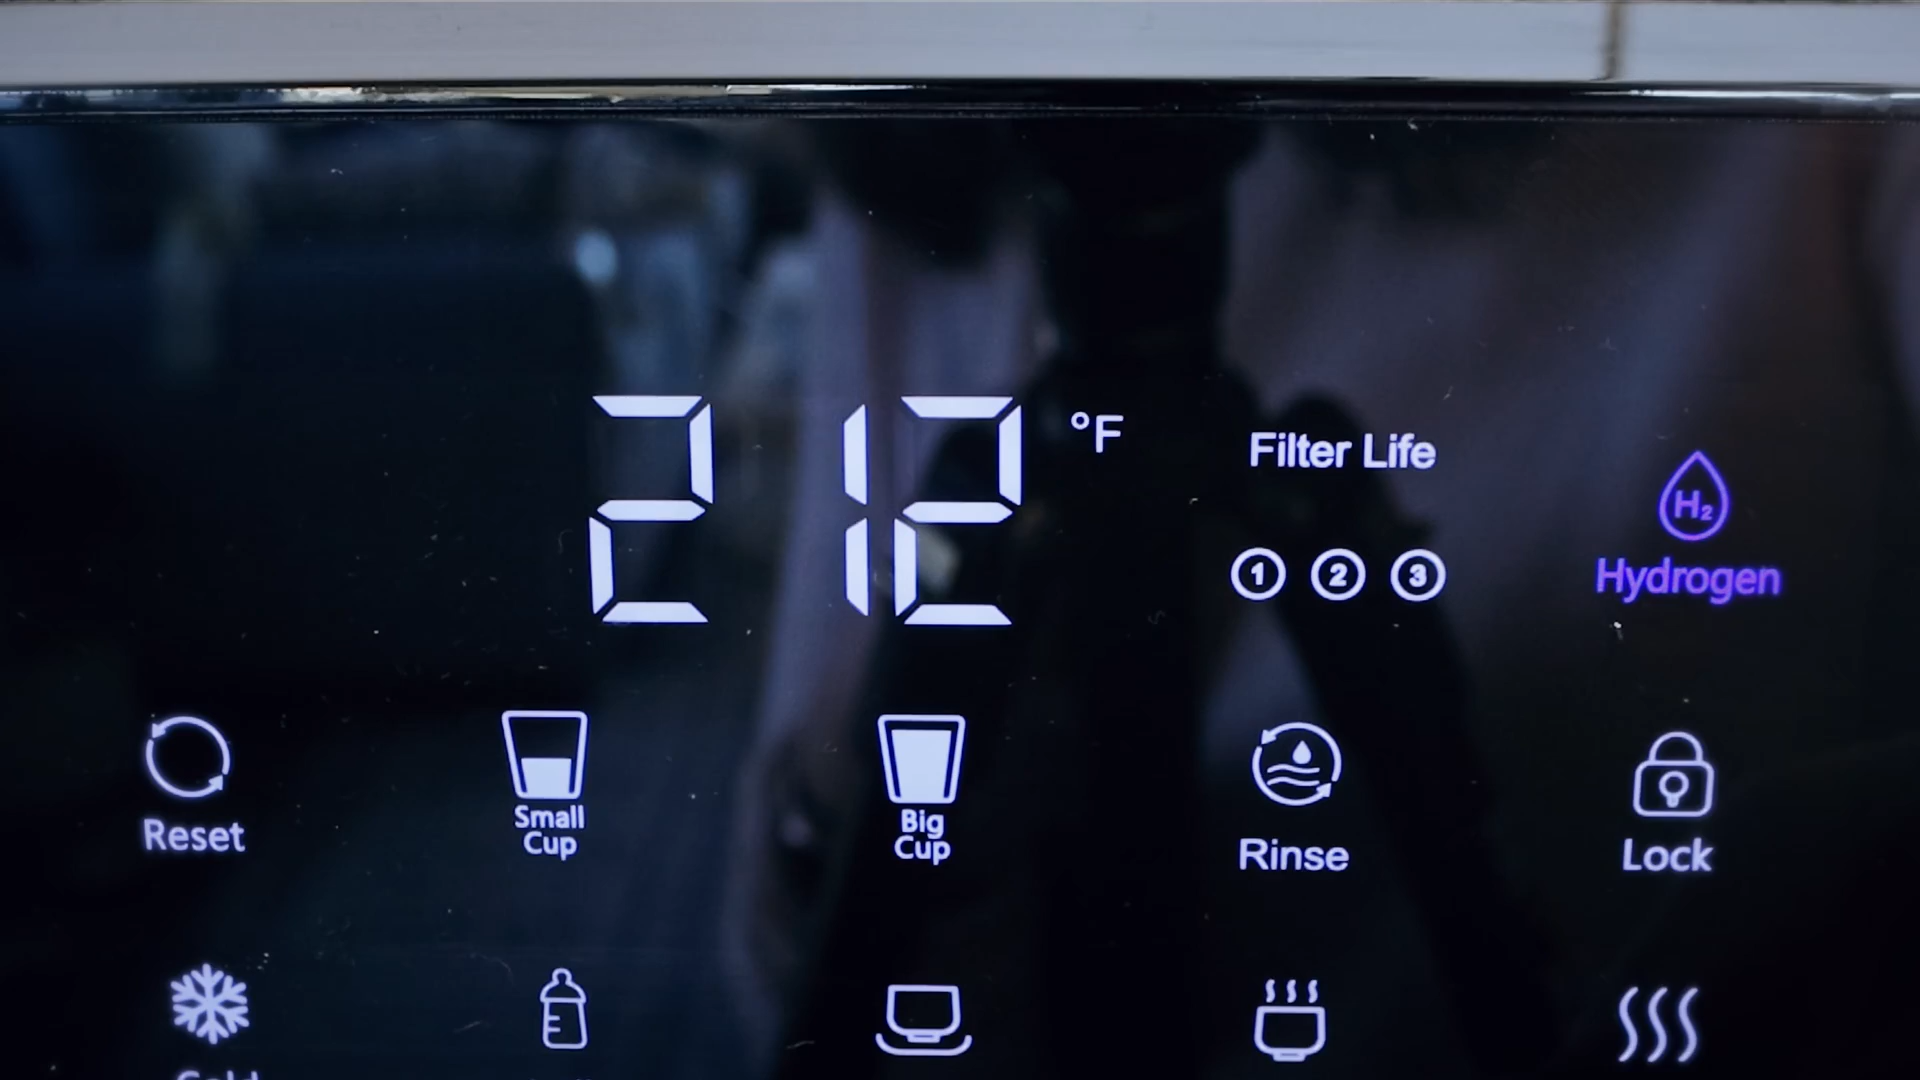 212 °F
Filter Life
1 2 3
H₂
Hydrogen
Reset
Small
Cup
Big
Cup
Rinse
Lock